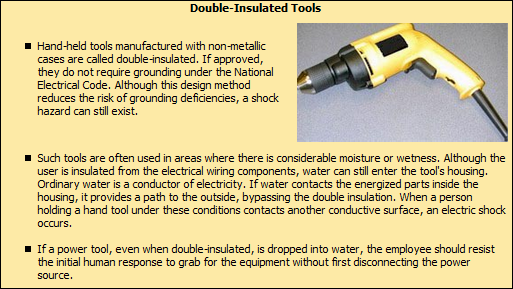 Double-Insulated Tools
Hand-held tools manufactured with non-metallic
cases are called double-insulated. If approved,
they do not require grounding under the National
Electrical Code. Although this design method
reduces the risk of grounding deficiencies, a shock
hazard can still exist.
Such tools are often used in areas where there is considerable moisture or wetness. Although the
user is insulated from the electrical wiring components, water can still enter the tool's housing.
Ordinary water is a conductor of electricity. If water contacts the energized parts inside the
housing, it provides a path to the outside, bypassing the double insulation. When a person
holding a hand tool under these conditions contacts another conductive surface, an electric shock
occurs.
If a power tool, even when double-insulated, is dropped into water, the employee should resist
the initial human response to grab for the equipment without first disconnecting the power
source.